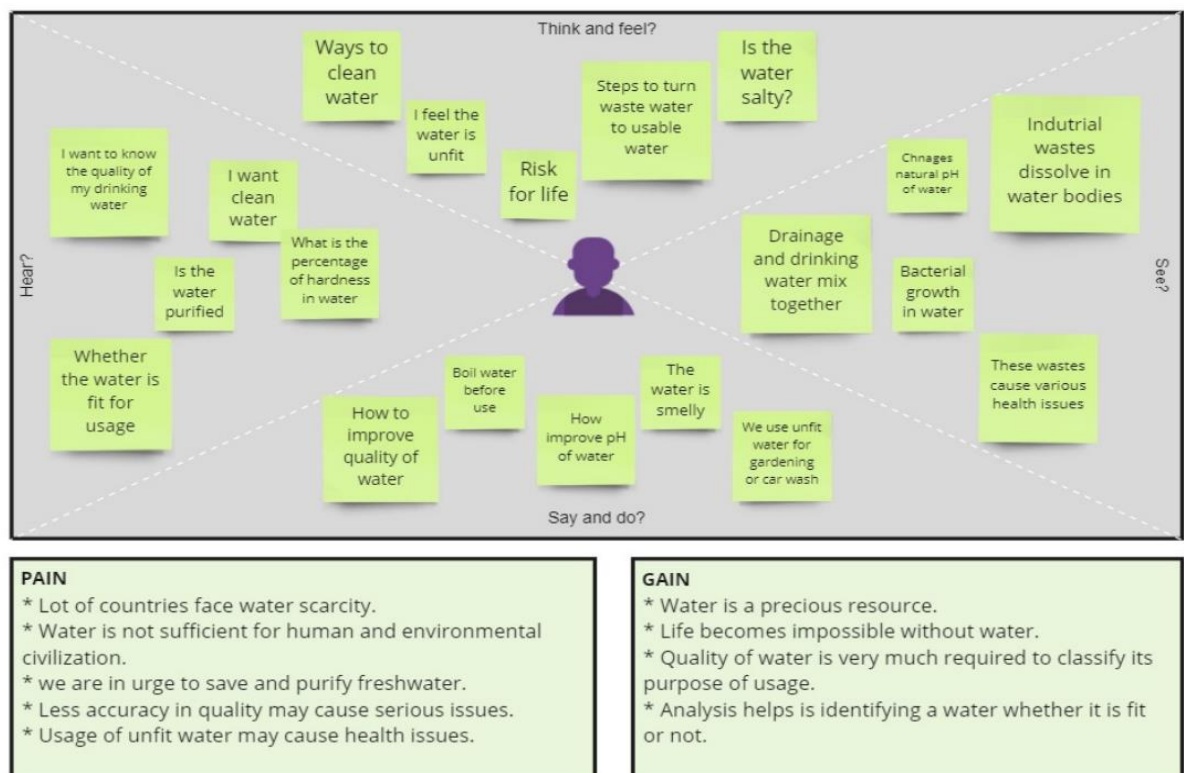 Think and feel?
Ways to
clean
water
I feel the
water is
unfit
Risk
for life
Steps to turn
waste water
to usable
water
Is the
water
salty?
Hear?
I want to know
the quality of
my drinking
water
I want
clean
water
What is the
percentage
of hardness
in water
Is the
water
purified
Whether
the water is
fit for
usage
See?
Chnages
natural pH
of water
Indutrial
wastes
dissolve in
water bodies
Drainage
and drinking
water mix
together
Bacterial
growth
in water
These wastes
cause various
health issues
How to
improve
quality of
water
Boil water
before
use
How
improve pH
of water
The
water is
smelly
We use unfit
water for
gardening
or car wash
Say and do?
PAIN
* Lot of countries face water scarcity.
* Water is not sufficient for human and environmental
civilization.
* we are in urge to save and purify freshwater.
* Less accuracy in quality may cause serious issues.
* Usage of unfit water may cause health issues.
GAIN
* Water is a precious resource.
* Life becomes impossible without water.
* Quality of water is very much required to classify its
purpose of usage.
* Analysis helps is identifying a water whether it is fit
or not.